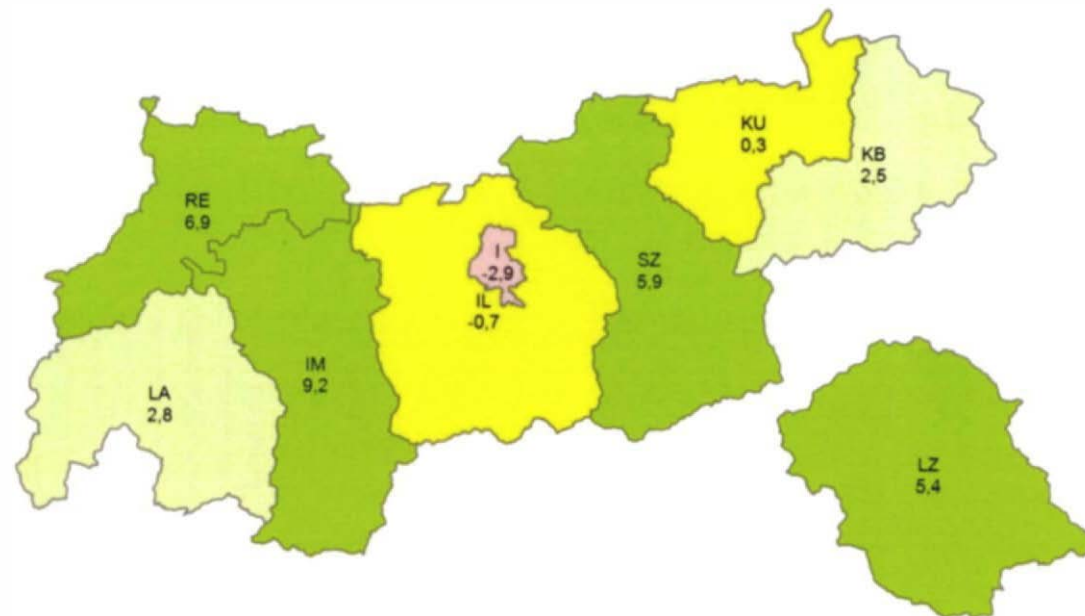 KU
0,3
KB
2,5
RE
6,9
I
-2,9
IL
-0,7
SZ
5,9
IM
9,2
LA
2,8
LZ
5,4